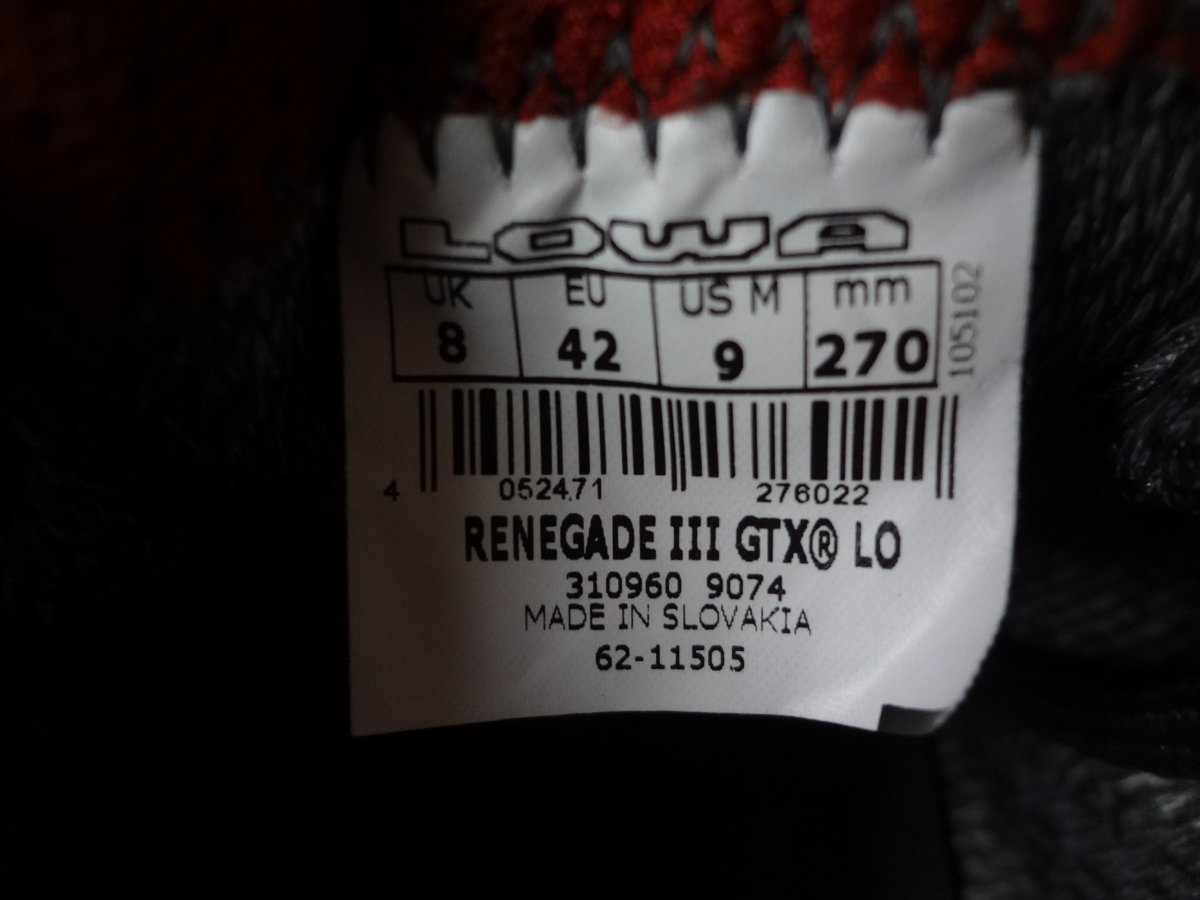 LOWA
UK EU US M mm
8 42 9 270
105102
4 052471 276022
RENEGADE III GTX® LO
310960 9074
MADE IN SLOVAKIA
62-11505